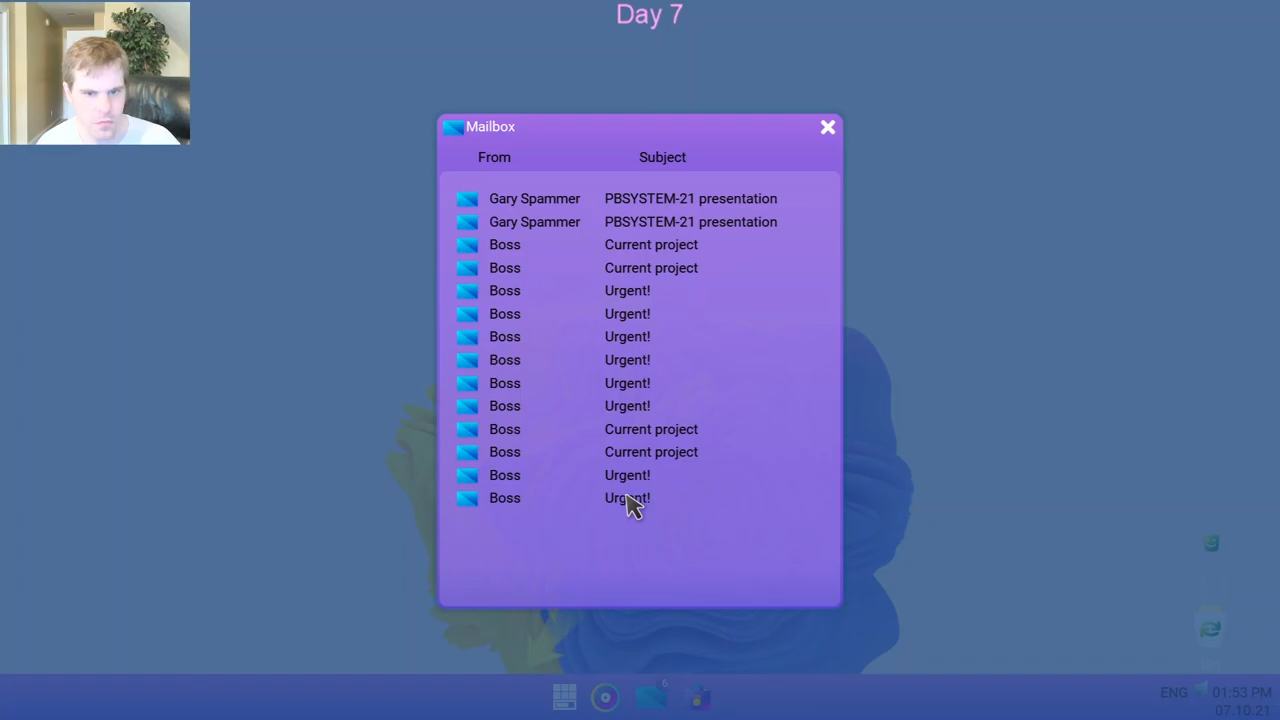 Day 7
Mailbox
From Subject
Gary Spammer PBSYSTEM-21 presentation
Gary Spammer PBSYSTEM-21 presentation
Boss Current project
Boss Current project
Boss Urgent!
Boss Urgent!
Boss Urgent!
Boss Urgent!
Boss Urgent!
Boss Urgent!
Boss Current project
Boss Current project
Boss Urgent!
Boss Urgent!
6
ENG 01:53 PM
07.10.21